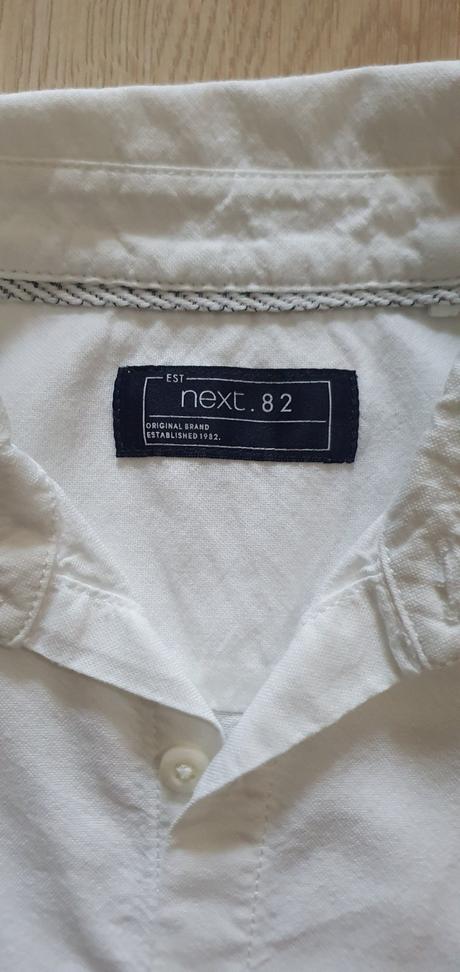 EST
next.82
ORIGINAL BRAND
ESTABLISHED 1982.